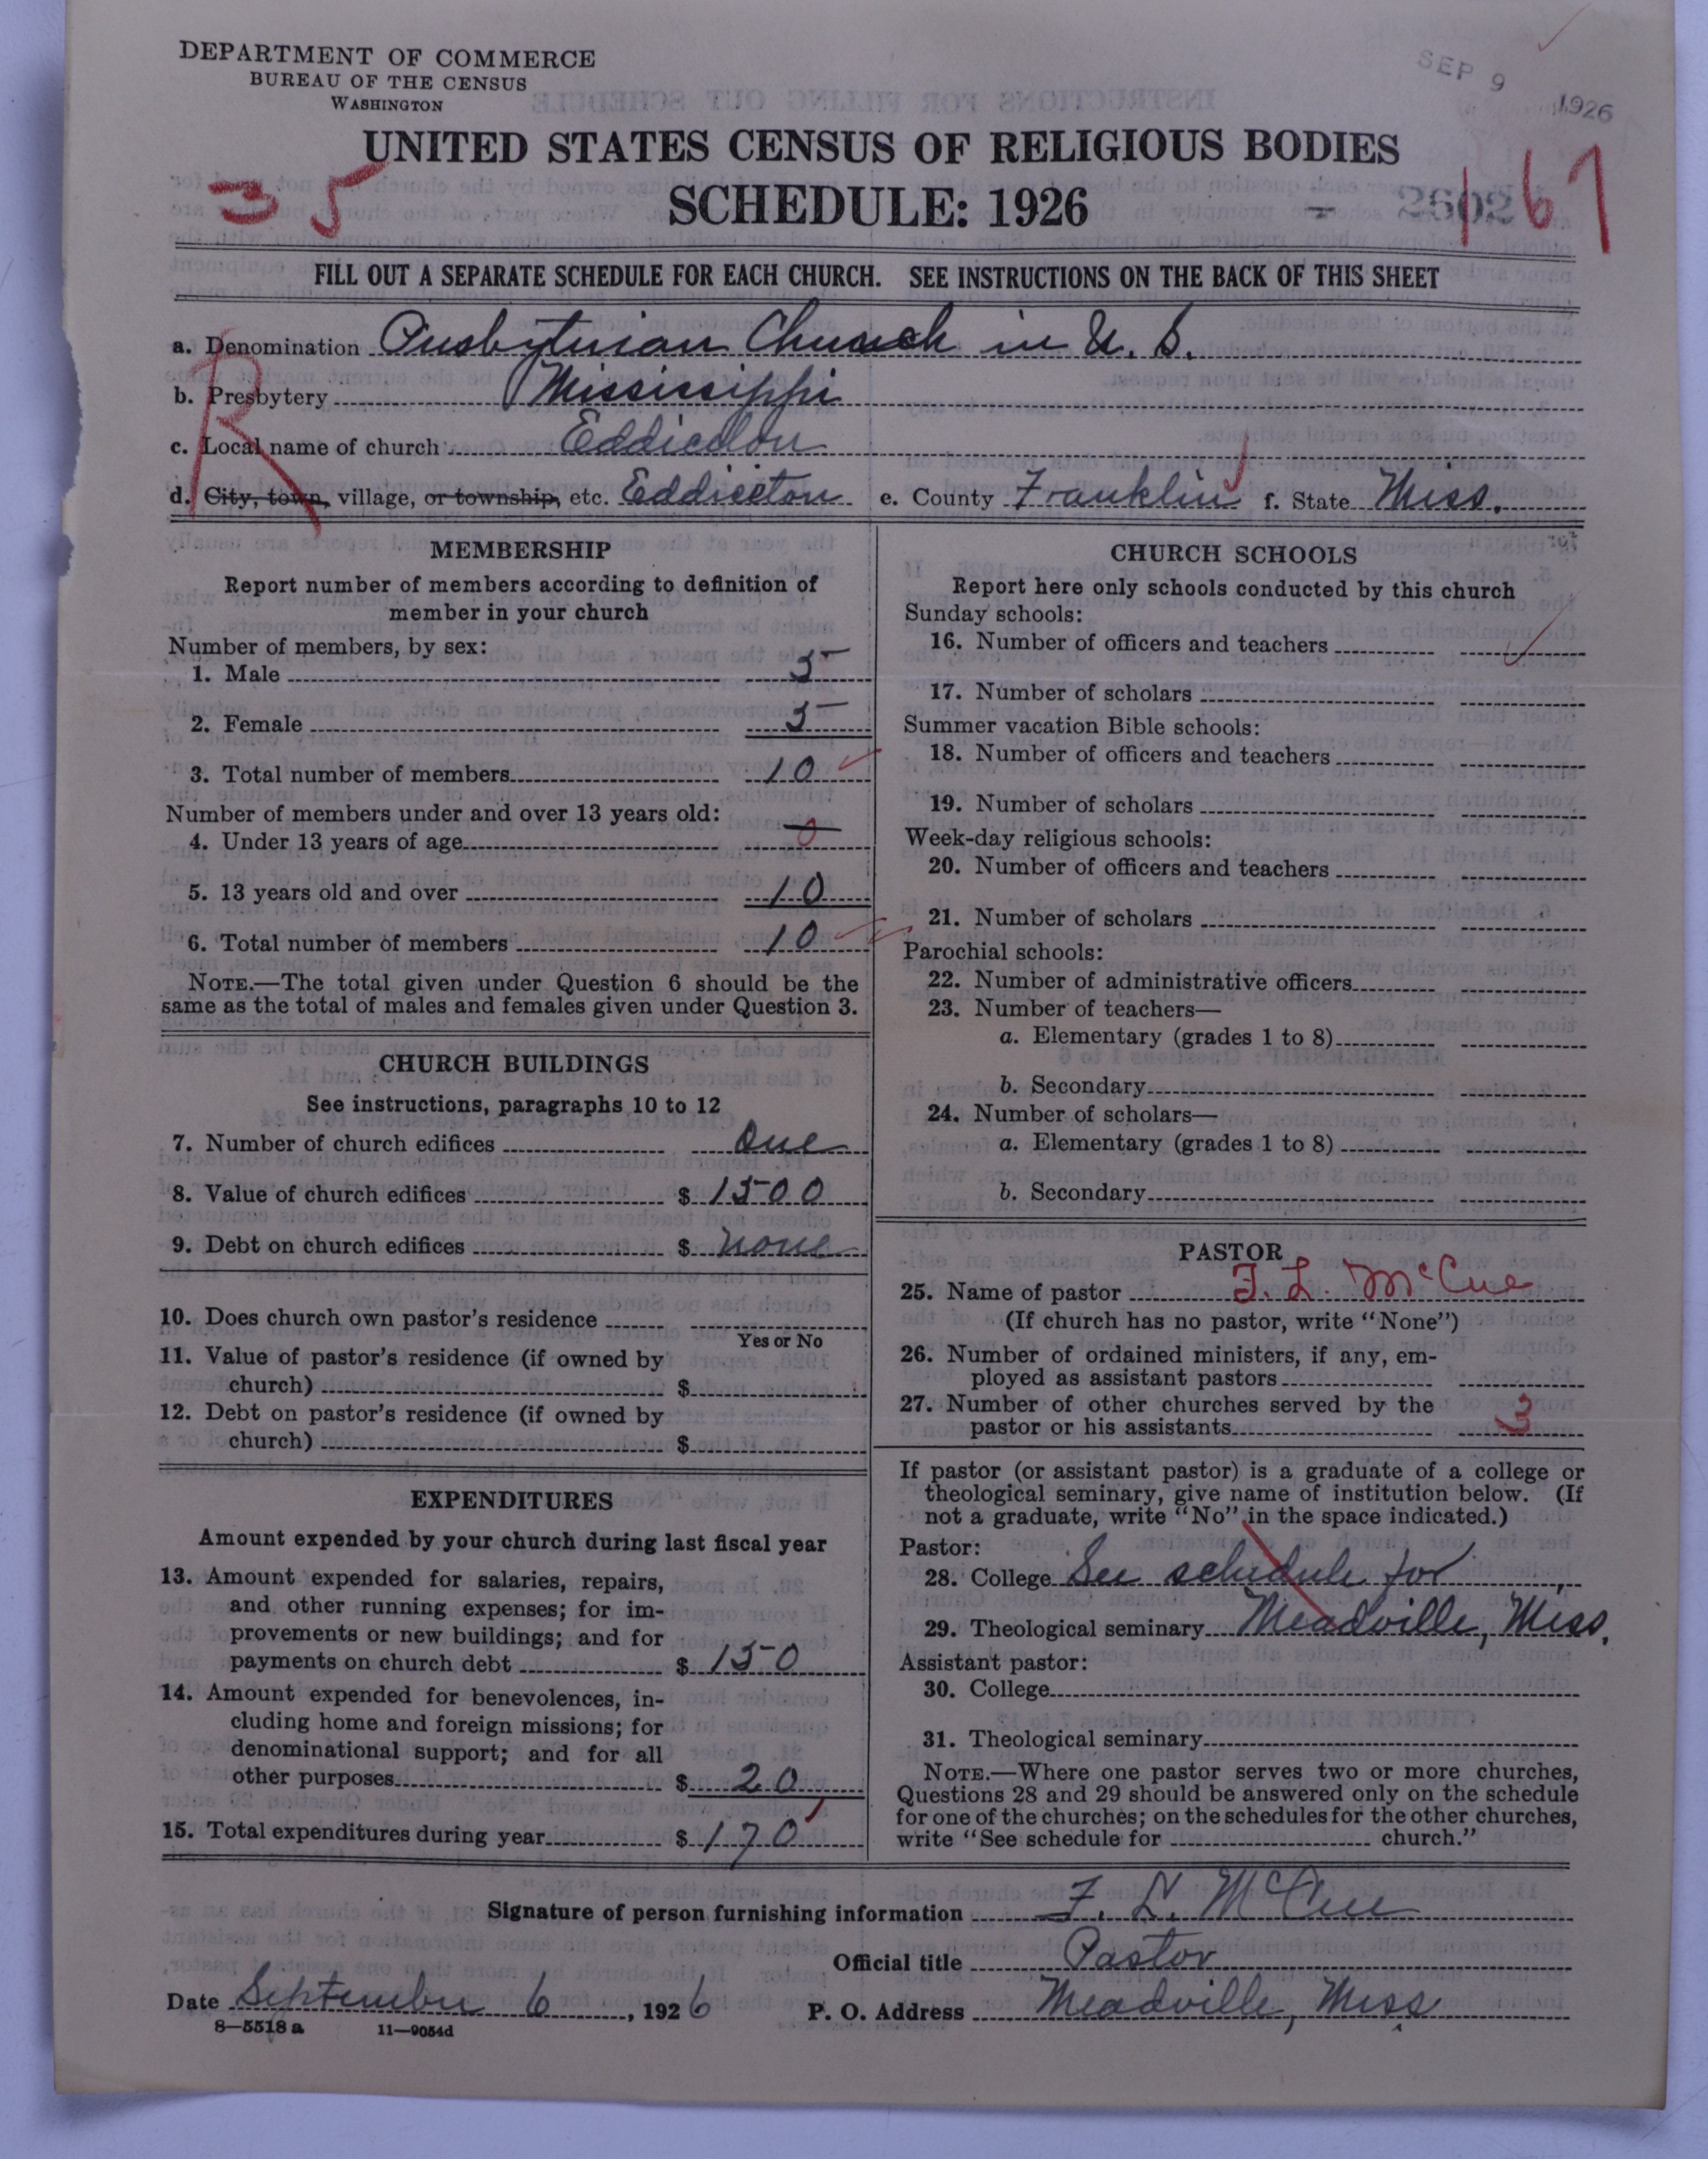 DEPARTMENT OF COMMERCE
BUREAU OF THE CENSUS
WASHINGTON
SEP 9 1926
UNITED STATES CENSUS OF RELIGIOUS BODIES
35
SCHEDULE: 1926
2602
167
FILL OUT A SEPARATE SCHEDULE FOR EACH CHURCH. SEE INSTRUCTIONS ON THE BACK OF THIS SHEET
a. Denomination Presbyterian Church in U. S.
b. Presbytery Mississippi
c. Local name of church Eddiceton
d. City, town, village, or township, etc. Eddiceton e. County Franklin f. State Miss.
R
MEMBERSHIP
Report number of members according to definition of
member in your church
Number of members, by sex:
1. Male 5
2. Female 5
3. Total number of members 10
Number of members under and over 13 years old:
4. Under 13 years of age 0
5. 13 years old and over 10
6. Total number of members 10
NOTE.—The total given under Question 6 should be the
same as the total of males and females given under Question 3.
CHURCH BUILDINGS
See instructions, paragraphs 10 to 12
7. Number of church edifices One
8. Value of church edifices $ 1500
9. Debt on church edifices $ none
10. Does church own pastor's residence
Yes or No
11. Value of pastor's residence (if owned by
church) $
12. Debt on pastor's residence (if owned by
church) $
EXPENDITURES
Amount expended by your church during last fiscal year
13. Amount expended for salaries, repairs,
and other running expenses; for im-
provements or new buildings; and for
payments on church debt $ 150
14. Amount expended for benevolences, in-
cluding home and foreign missions; for
denominational support; and for all
other purposes $ 20
15. Total expenditures during year $ 170
CHURCH SCHOOLS
Report here only schools conducted by this church
Sunday schools:
16. Number of officers and teachers
17. Number of scholars
Summer vacation Bible schools:
18. Number of officers and teachers
19. Number of scholars
Week-day religious schools:
20. Number of officers and teachers
21. Number of scholars
Parochial schools:
22. Number of administrative officers
23. Number of teachers—
a. Elementary (grades 1 to 8)
b. Secondary
24. Number of scholars—
a. Elementary (grades 1 to 8)
b. Secondary
PASTOR
25. Name of pastor F. L. McCue
(If church has no pastor, write "None")
26. Number of ordained ministers, if any, em-
ployed as assistant pastors
27. Number of other churches served by the
pastor or his assistants 3
If pastor (or assistant pastor) is a graduate of a college or
theological seminary, give name of institution below. (If
not a graduate, write "No" in the space indicated.)
Pastor:
28. College See schedule for
29. Theological seminary Meadville, Miss.
Assistant pastor:
30. College
31. Theological seminary
NOTE.—Where one pastor serves two or more churches,
Questions 28 and 29 should be answered only on the schedule
for one of the churches; on the schedules for the other churches,
write "See schedule for church."
Signature of person furnishing information F. L. McCue
Official title Pastor
Date September 6, 1926 P. O. Address Meadville, Miss.
8—5518 a 11—9054d